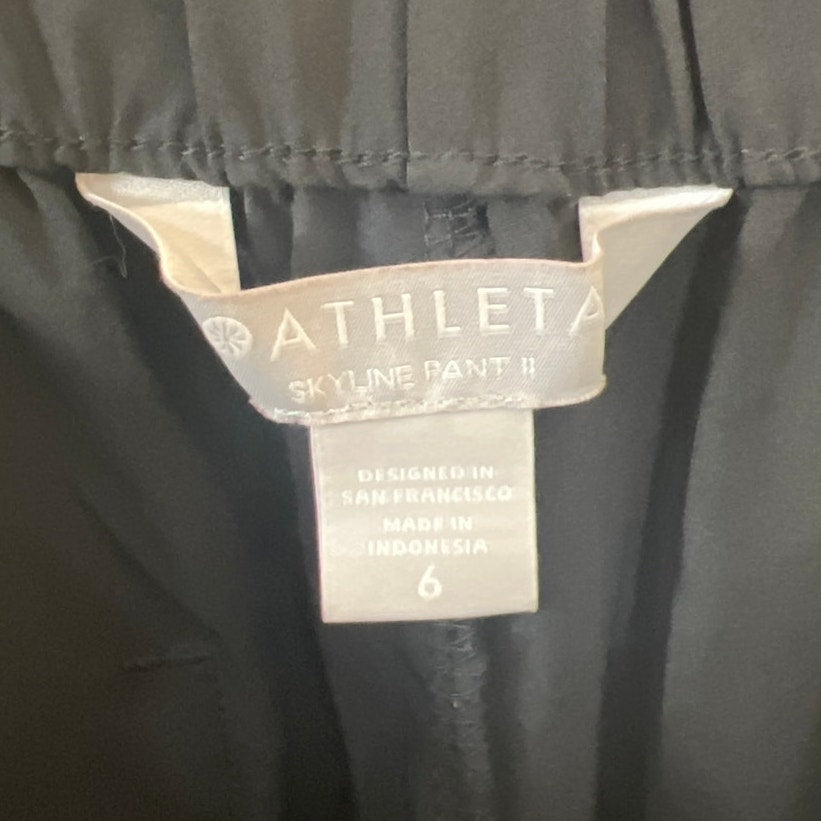 ATHLETA
SKYLINE PANT II
DESIGNED IN
SAN FRANCISCO
MADE IN
INDONESIA
6